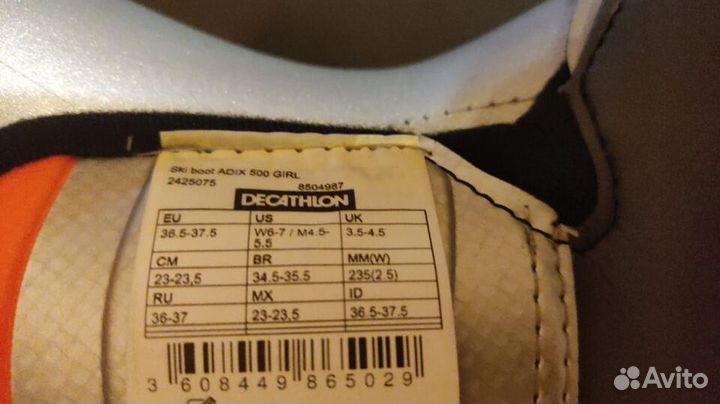 Ski boot ADIX 500 GIRL
2425075 8504987
DECATHLON
EU US UK
36.5-37.5 W6-7 / M4.5-5.5 3.5-4.5
CM BR MM(W)
23-23,5 34.5-35.5 235(2.5)
RU MX ID
36-37 23-23,5 36.5-37.5
3 608449 865029
Avito